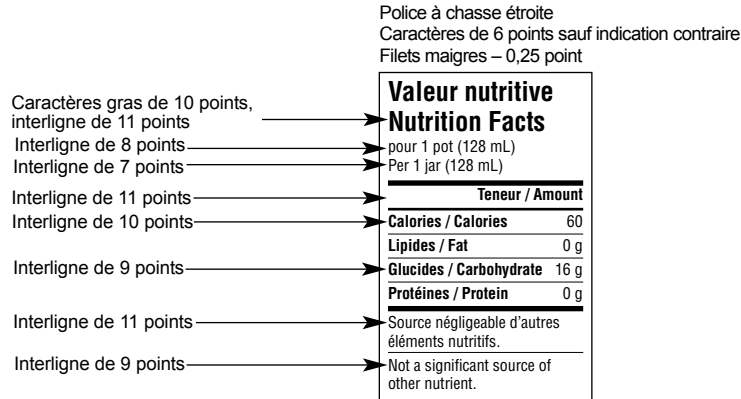 Police à chasse étroite
Caractères de 6 points sauf indication contraire
Filets maigres – 0,25 point
Caractères gras de 10 points,
interligne de 11 points
Interligne de 8 points
Interligne de 7 points
Interligne de 11 points
Interligne de 10 points
Interligne de 9 points
Interligne de 11 points
Interligne de 9 points
Valeur nutritive
Nutrition Facts
pour 1 pot (128 mL)
Per 1 jar (128 mL)
Teneur / Amount
Calories / Calories 60
Lipides / Fat 0 g
Glucides / Carbohydrate 16 g
Protéines / Protein 0 g
Source négligeable d’autres
éléments nutritifs.
Not a significant source of
other nutrient.